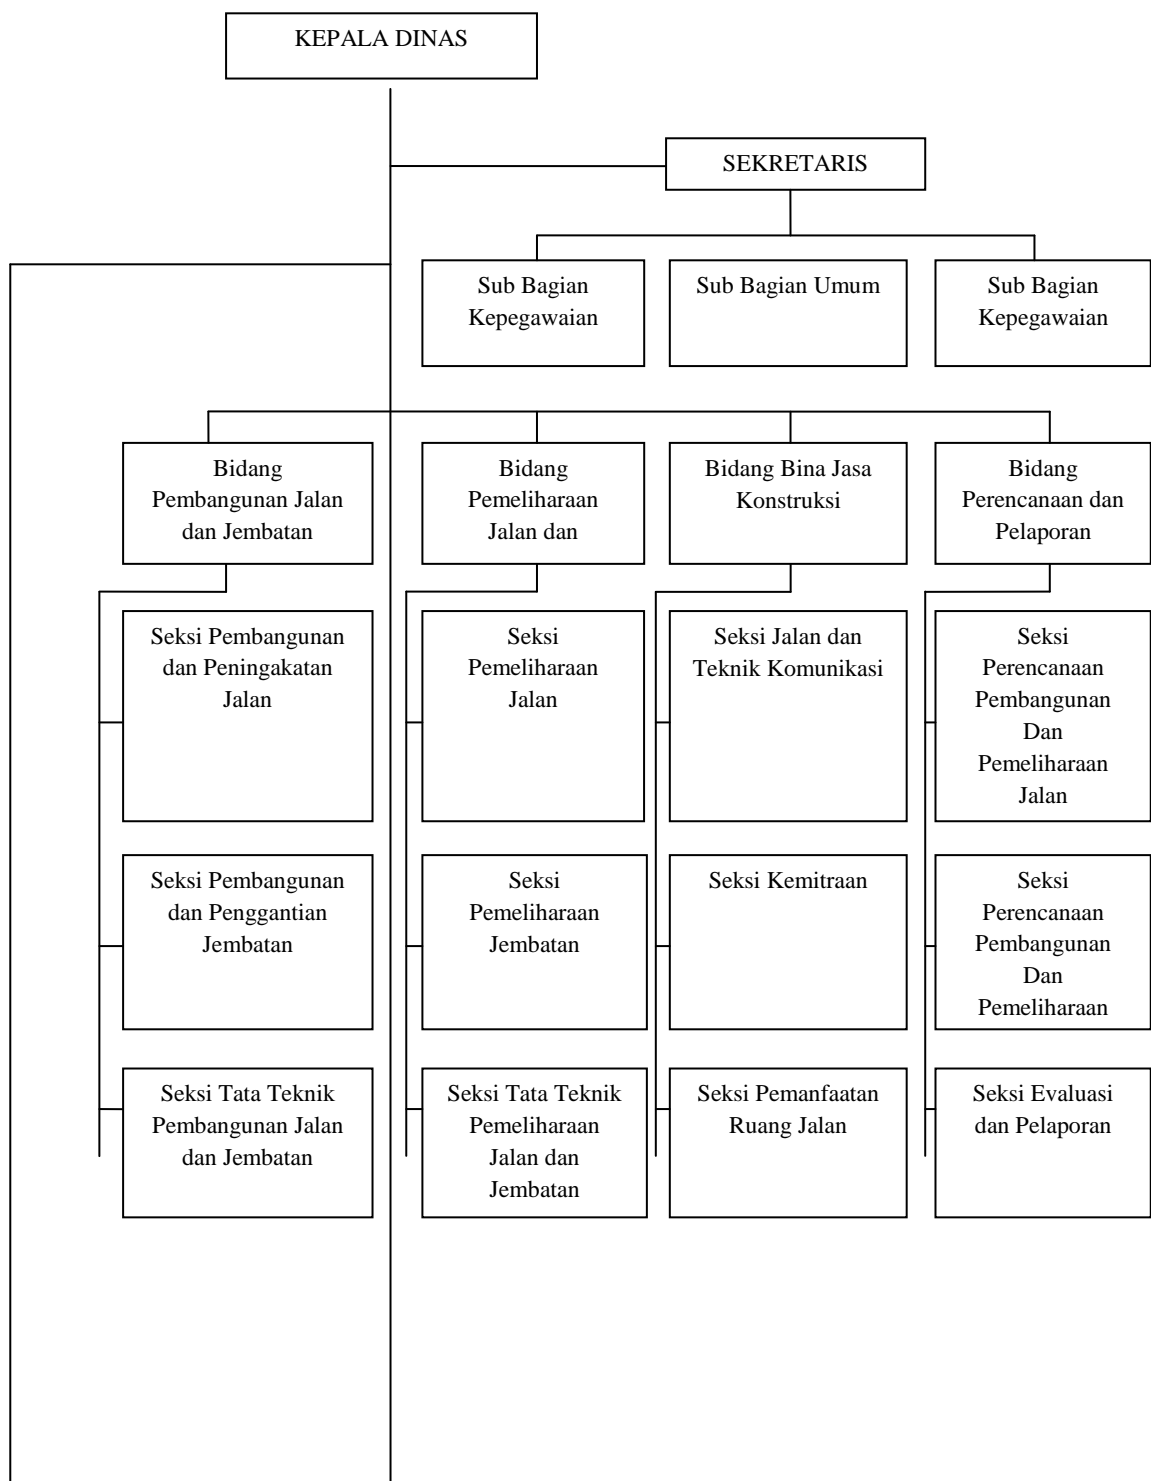 KEPALA DINAS
SEKRETARIS
Sub Bagian
Kepegawaian
Sub Bagian Umum
Sub Bagian
Kepegawaian
Bidang
Pembangunan Jalan
dan Jembatan
Bidang
Pemeliharaan
Jalan dan
Bidang Bina Jasa
Konstruksi
Bidang
Perencanaan dan
Pelaporan
Seksi Pembangunan
dan Peningakatan
Jalan
Seksi
Pemeliharaan
Jalan
Seksi Jalan dan
Teknik Komunikasi
Seksi
Perencanaan
Pembangunan
Dan
Pemeliharaan
Jalan
Seksi Pembangunan
dan Penggantian
Jembatan
Seksi
Pemeliharaan
Jembatan
Seksi Kemitraan
Seksi
Perencanaan
Pembangunan
Dan
Pemeliharaan
Seksi Tata Teknik
Pembangunan Jalan
dan Jembatan
Seksi Tata Teknik
Pemeliharaan
Jalan dan
Jembatan
Seksi Pemanfaatan
Ruang Jalan
Seksi Evaluasi
dan Pelaporan